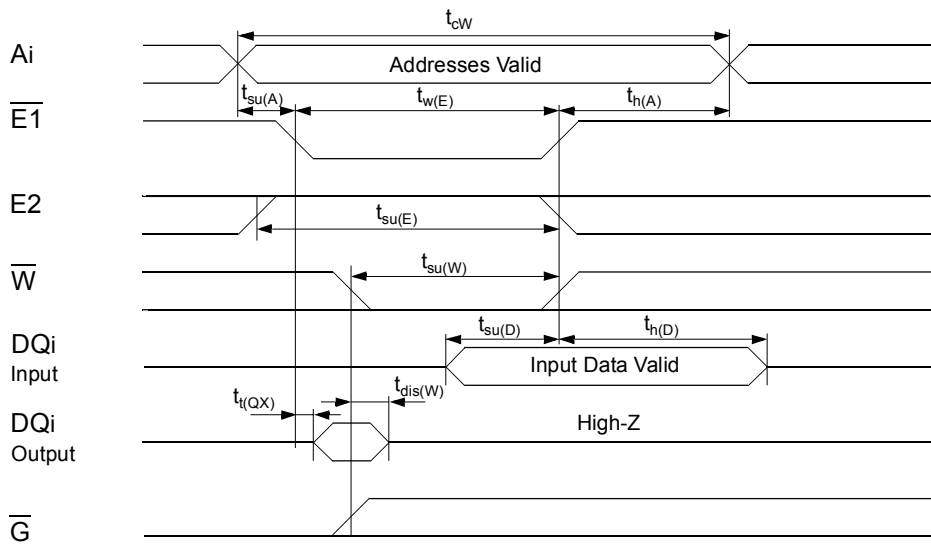 t_cW
Ai
Addresses Valid
t_su(A)
t_w(E)
t_h(A)
E1
E2
t_su(E)
W
t_su(W)
DQi
Input
t_su(D)
t_h(D)
Input Data Valid
t_t(QX)
t_dis(W)
DQi
Output
High-Z
G